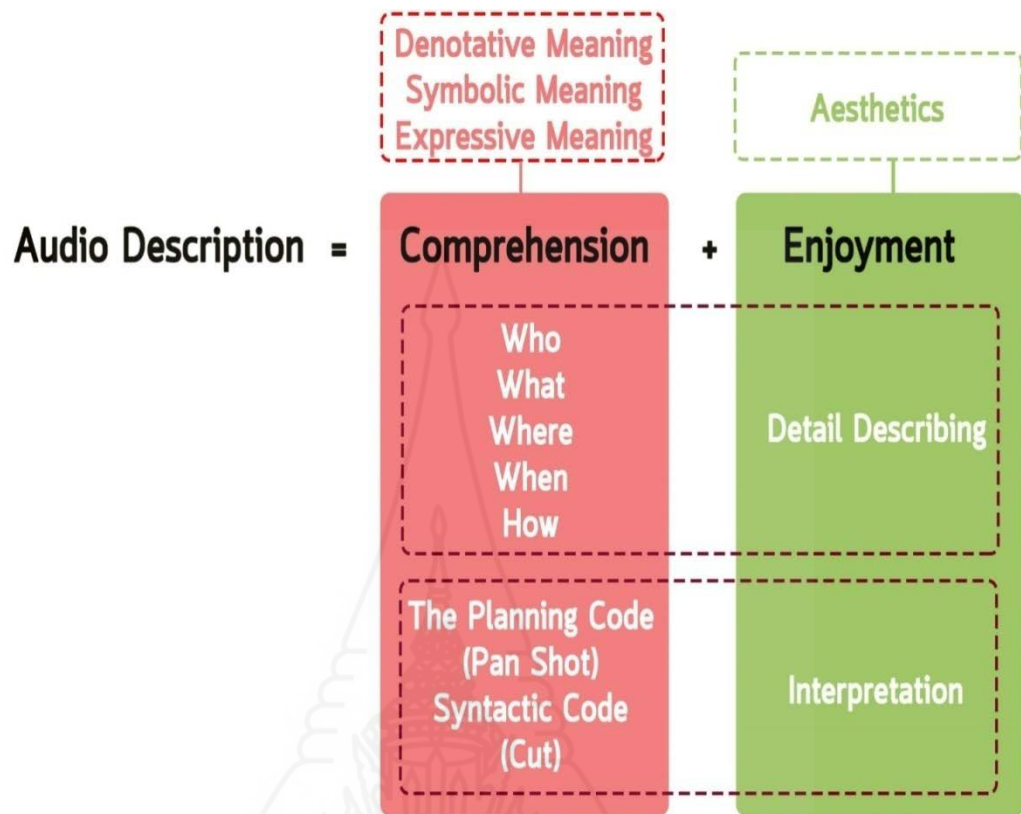 Denotative Meaning
Symbolic Meaning
Expressive Meaning
Aesthetics
Audio Description = Comprehension + Enjoyment
Who
What
Where
When
How
Detail Describing
The Planning Code
(Pan Shot)
Syntactic Code
(Cut)
Interpretation